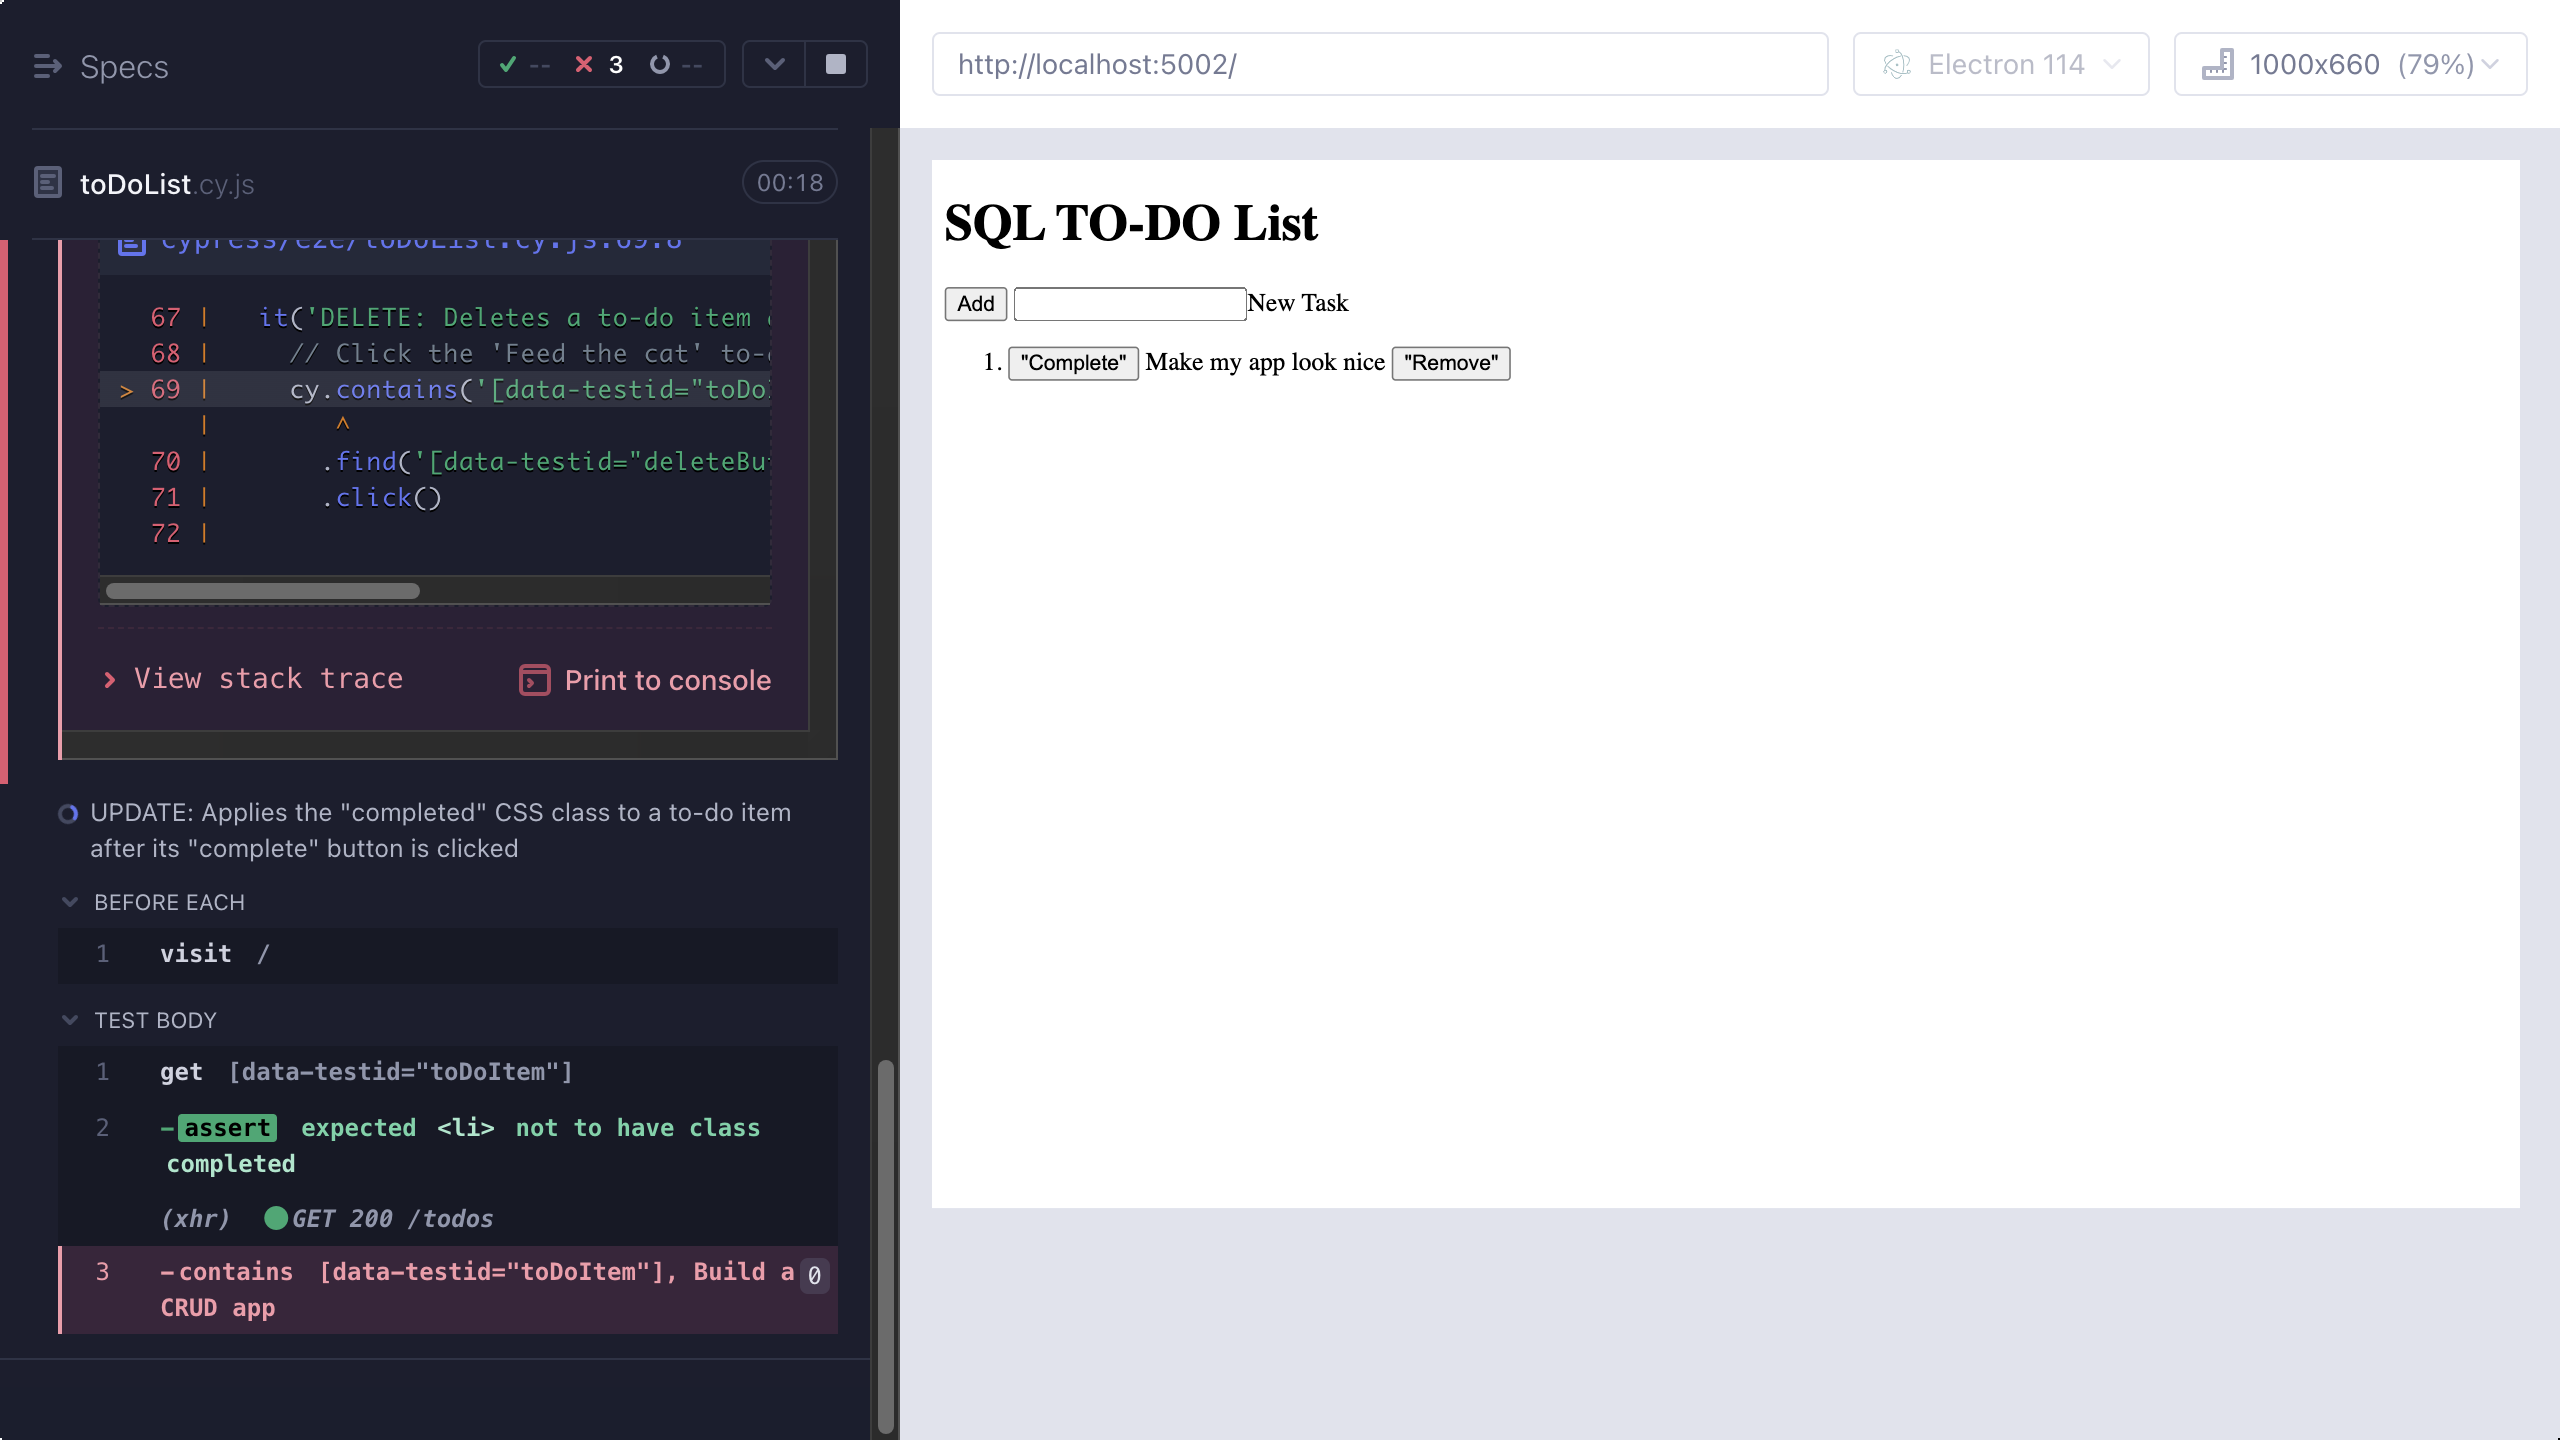 Specs
-- 3 --
toDoList.cy.js
00:18
cypress/e2e/toDoList.cy.js:69:8
67 | it('DELETE: Deletes a to-do item
68 | // Click the 'Feed the cat' to-
> 69 | cy.contains('[data-testid="toDo
| ^
70 | .find('[data-testid="deleteBu
71 | .click()
72 |
View stack trace
Print to console
UPDATE: Applies the "completed" CSS class to a to-do item
after its "complete" button is clicked
BEFORE EACH
1 visit /
TEST BODY
1 get [data-testid="toDoItem"]
2 -assert expected <li> not to have class
completed
(xhr) GET 200 /todos
3 -contains [data-testid="toDoItem"], Build a 0
CRUD app
http://localhost:5002/
Electron 114
1000x660 (79%)
SQL TO-DO List
Add New Task
1. "Complete" Make my app look nice "Remove"